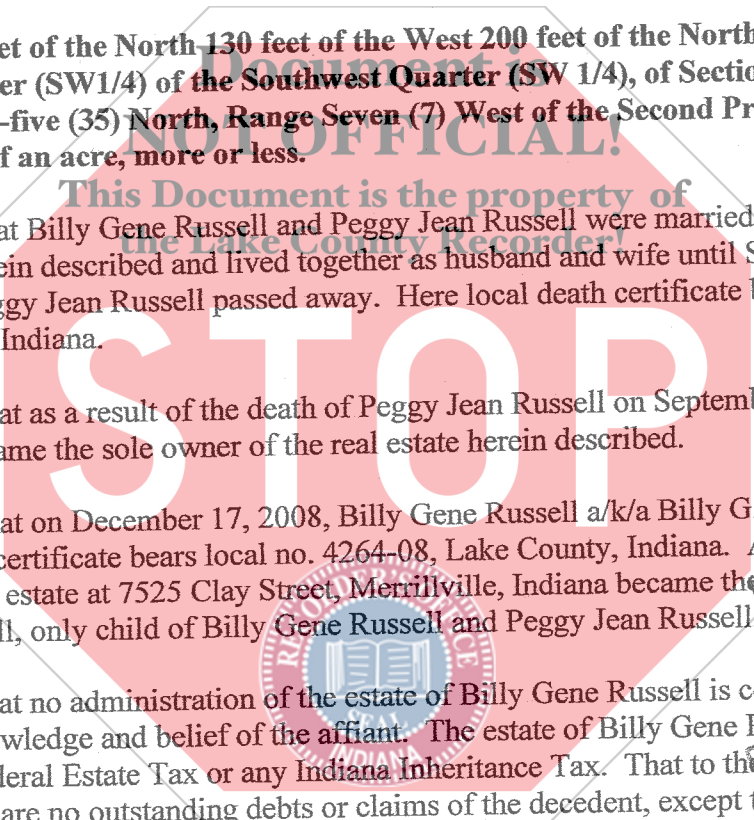 et of the North 130 feet of the West 200 feet of the North
er (SW1/4) of the Southwest Quarter (SW 1/4), of Sectio
-five (35) North, Range Seven (7) West of the Second Pr
f an acre, more or less.
Document is
NOT OFFICIAL!
This Document is the property of
the Lake County Recorder!
at Billy Gene Russell and Peggy Jean Russell were married
ein described and lived together as husband and wife until S
ggy Jean Russell passed away. Here local death certificate b
Indiana.
STOP
at as a result of the death of Peggy Jean Russell on Septemb
ame the sole owner of the real estate herein described.
at on December 17, 2008, Billy Gene Russell a/k/a Billy G
certificate bears local no. 4264-08, Lake County, Indiana. A
estate at 7525 Clay Street, Merrillville, Indiana became the
ll, only child of Billy Gene Russell and Peggy Jean Russell
at no administration of the estate of Billy Gene Russell is c
wledge and belief of the affiant. The estate of Billy Gene R
deral Estate Tax or any Indiana Inheritance Tax. That to the
are no outstanding debts or claims of the decedent, except t
SEAL
INDIANA